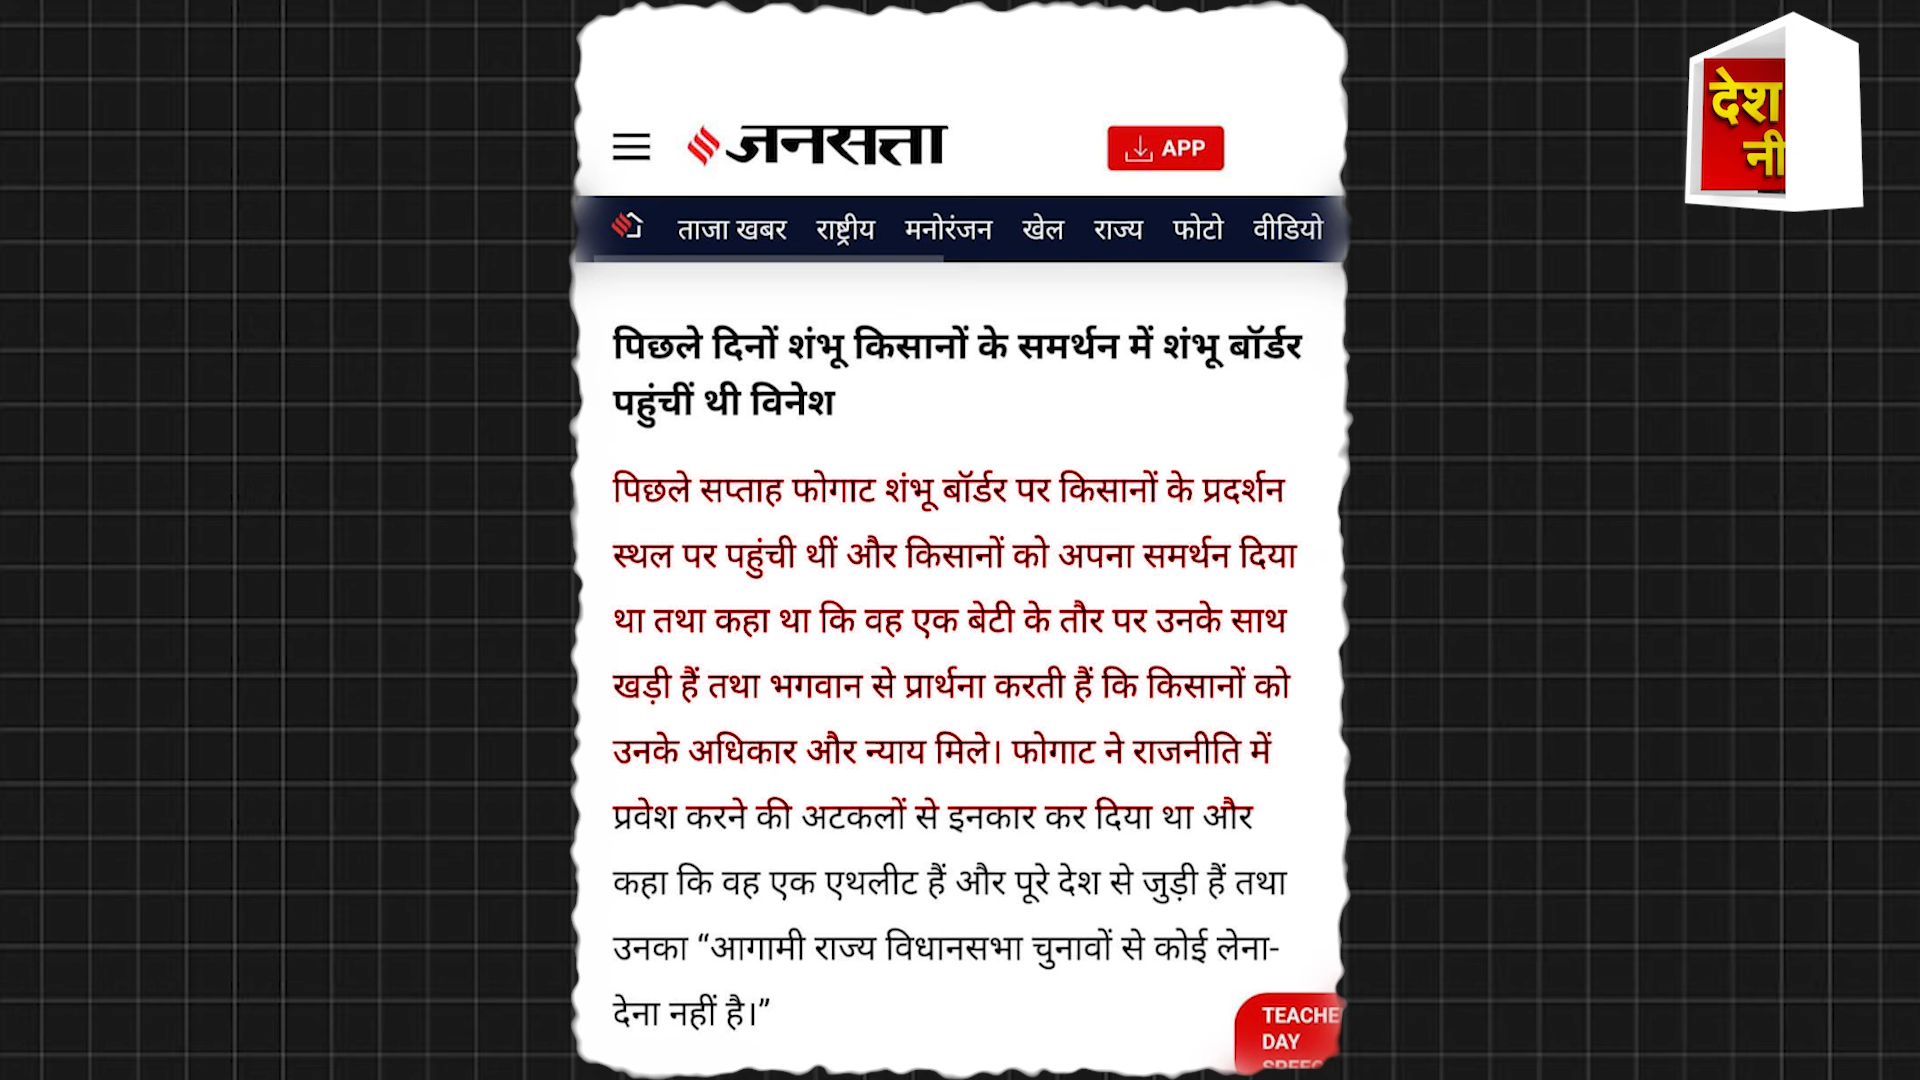 देश
नी
जनसत्ता
APP
ताजा खबर राष्ट्रीय मनोरंजन खेल राज्य फोटो वीडियो
पिछले दिनों शंभू किसानों के समर्थन में शंभू बॉर्डर
पहुंचीं थी विनेश
पिछले सप्ताह फोगाट शंभू बॉर्डर पर किसानों के प्रदर्शन
स्थल पर पहुंची थीं और किसानों को अपना समर्थन दिया
था तथा कहा था कि वह एक बेटी के तौर पर उनके साथ
खड़ी हैं तथा भगवान से प्रार्थना करती हैं कि किसानों को
उनके अधिकार और न्याय मिले। फोगाट ने राजनीति में
प्रवेश करने की अटकलों से इनकार कर दिया था और
कहा कि वह एक एथलीट हैं और पूरे देश से जुड़ी हैं तथा
उनका “आगामी राज्य विधानसभा चुनावों से कोई लेना-
देना नहीं है।”
TEACHE
DAY